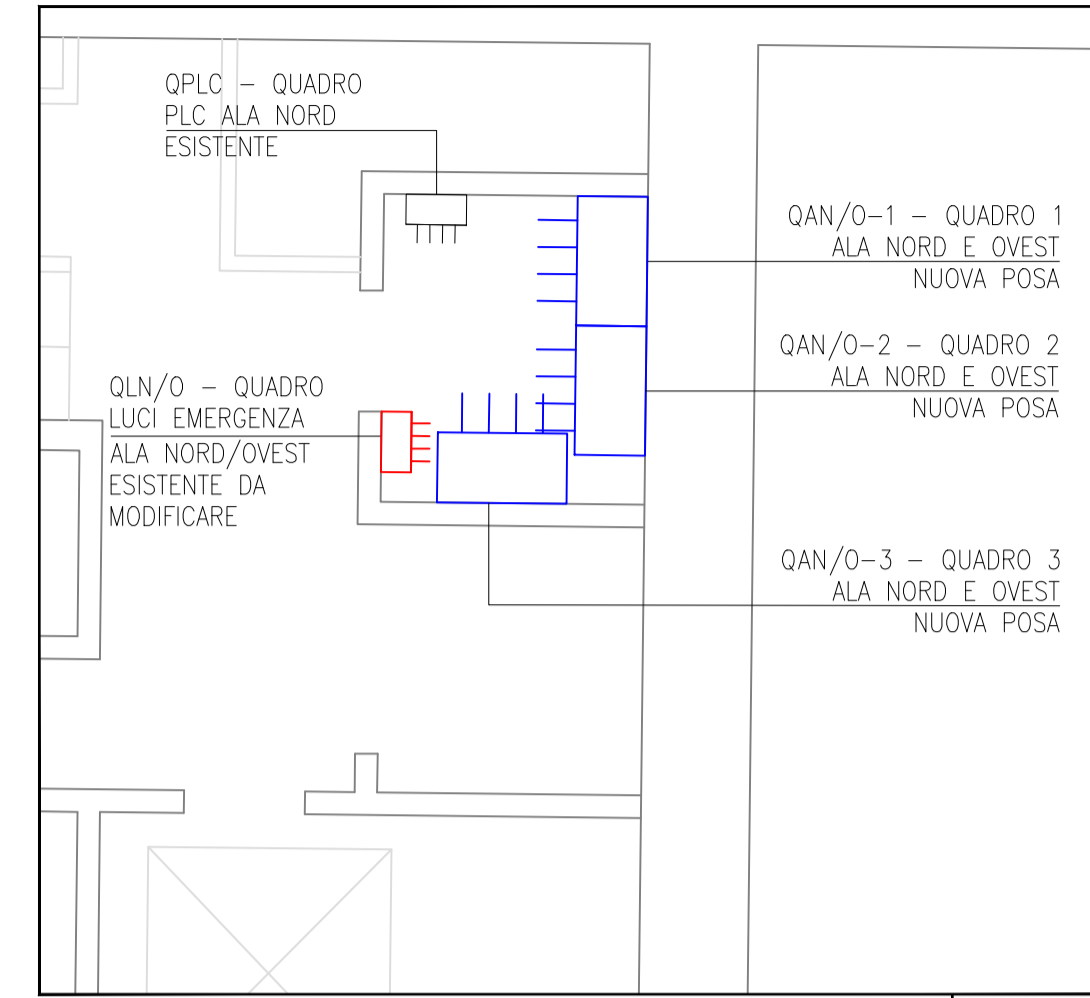 QPLC – QUADRO
PLC ALA NORD
ESISTENTE
QAN/O-1 – QUADRO 1
ALA NORD E OVEST
NUOVA POSA
QAN/O-2 – QUADRO 2
ALA NORD E OVEST
NUOVA POSA
QLN/O – QUADRO
LUCI EMERGENZA
ALA NORD/OVEST
ESISTENTE DA
MODIFICARE
QAN/O-3 – QUADRO 3
ALA NORD E OVEST
NUOVA POSA